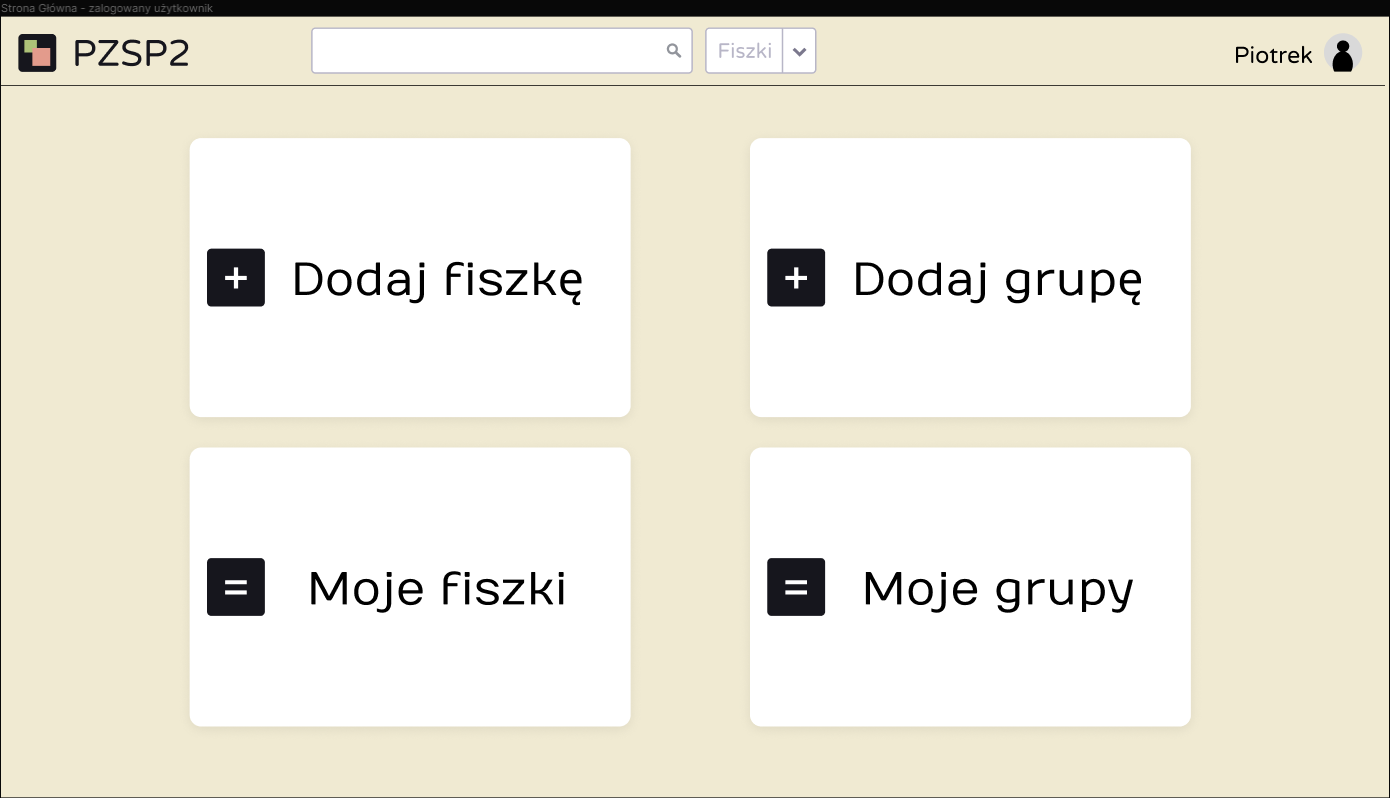 Strona Główna - zalogowany użytkownik
PZSP2
Fiszki
Piotrek
Dodaj fiszkę
Dodaj grupę
Moje fiszki
Moje grupy